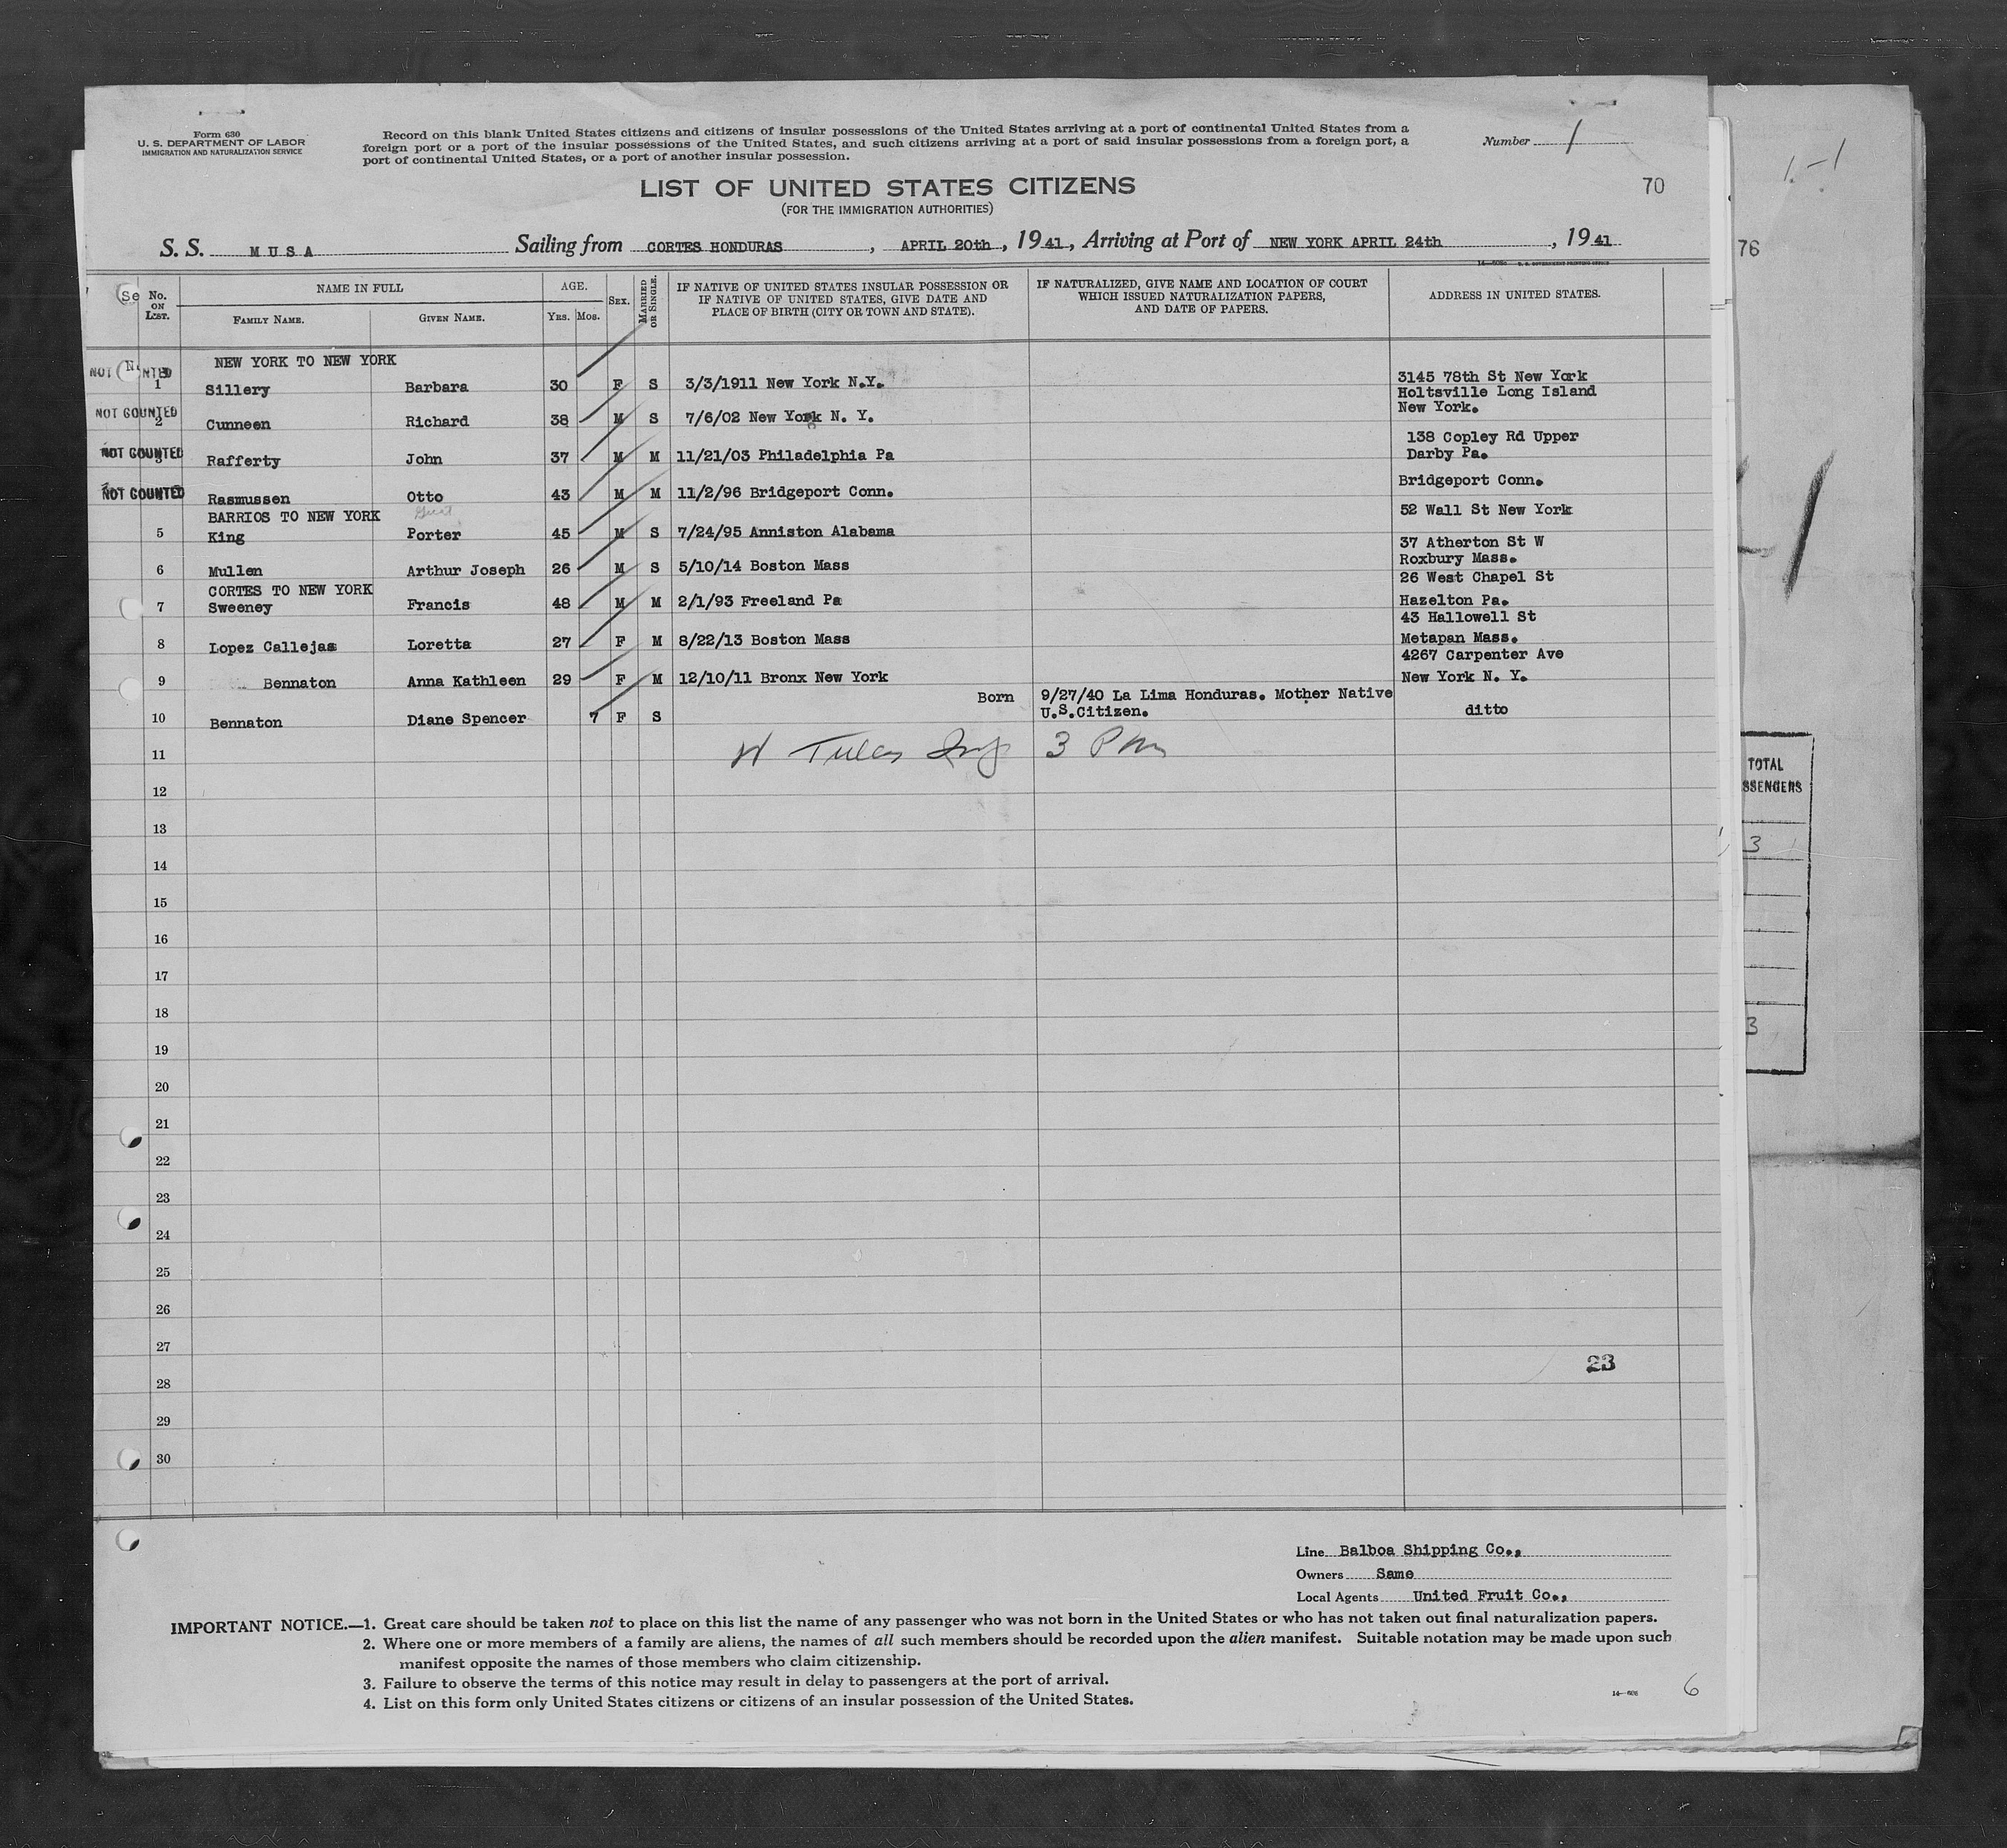 Form 630
U. S. DEPARTMENT OF LABOR
IMMIGRATION AND NATURALIZATION SERVICE
Record on this blank United States citizens and citizens of insular possessions of the United States arriving at a port of continental United States from a
foreign port or a port of the insular possessions of the United States, and such citizens arriving at a port of said insular possessions from a foreign port, a
port of continental United States, or a port of another insular possession.
Number 1
1-1
LIST OF UNITED STATES CITIZENS
(FOR THE IMMIGRATION AUTHORITIES)
70
76
S. S. MUSA Sailing from CORTES HONDURAS, APRIL 20th, 1941, Arriving at Port of NEW YORK APRIL 24th, 1941
Se No. ON LIST. NAME IN FULL FAMILY NAME. GIVEN NAME. AGE. YRS. MOS. SEX. MARRIED OR SINGLE. IF NATIVE OF UNITED STATES INSULAR POSSESSION OR IF NATIVE OF UNITED STATES, GIVE DATE AND PLACE OF BIRTH (CITY OR TOWN AND STATE). IF NATURALIZED, GIVE NAME AND LOCATION OF COURT WHICH ISSUED NATURALIZATION PAPERS, AND DATE OF PAPERS. ADDRESS IN UNITED STATES.
NEW YORK TO NEW YORK
1 Sillery Barbara 30 F S 3/3/1911 New York N.Y. 3145 78th St New York
Holtsville Long Island
NOT COUNTED 2 Cunneen Richard 38 M S 7/6/02 New York N. Y. New York.
138 Copley Rd Upper
NOT COUNTED 3 Rafferty John 37 M M 11/21/03 Philadelphia Pa Darby Pa.
NOT COUNTED Rasmussen Otto 43 M M 11/2/96 Bridgeport Conn. Bridgeport Conn.
BARRIOS TO NEW YORK 52 Wall St New York
5 King Porter 45 M S 7/24/95 Anniston Alabama
37 Atherton St W
6 Mullen Arthur Joseph 26 M S 5/10/14 Boston Mass Roxbury Mass.
CORTES TO NEW YORK 26 West Chapel St
7 Sweeney Francis 48 M M 2/1/93 Freeland Pa Hazelton Pa.
43 Hallowell St
8 Lopez Callejas Loretta 27 F M 8/22/13 Boston Mass Metapan Mass.
4267 Carpenter Ave
9 Bennaton Anna Kathleen 29 F M 12/10/11 Bronx New York New York N. Y.
Born 9/27/40 La Lima Honduras. Mother Native
10 Bennaton Diane Spencer 7 F S U.S.Citizen. ditto
11 3 PM
12
13
14
15
16
17
18
19
20
21
22
23
24
25
26
27
23
28
29
30
TOTAL
SSENGERS
3
3
Line Balboa Shipping Co.,
Owners Same
Local Agents United Fruit Co.,
IMPORTANT NOTICE.—1. Great care should be taken not to place on this list the name of any passenger who was not born in the United States or who has not taken out final naturalization papers.
2. Where one or more members of a family are aliens, the names of all such members should be recorded upon the alien manifest. Suitable notation may be made upon such
manifest opposite the names of those members who claim citizenship.
3. Failure to observe the terms of this notice may result in delay to passengers at the port of arrival.
4. List on this form only United States citizens or citizens of an insular possession of the United States.
6